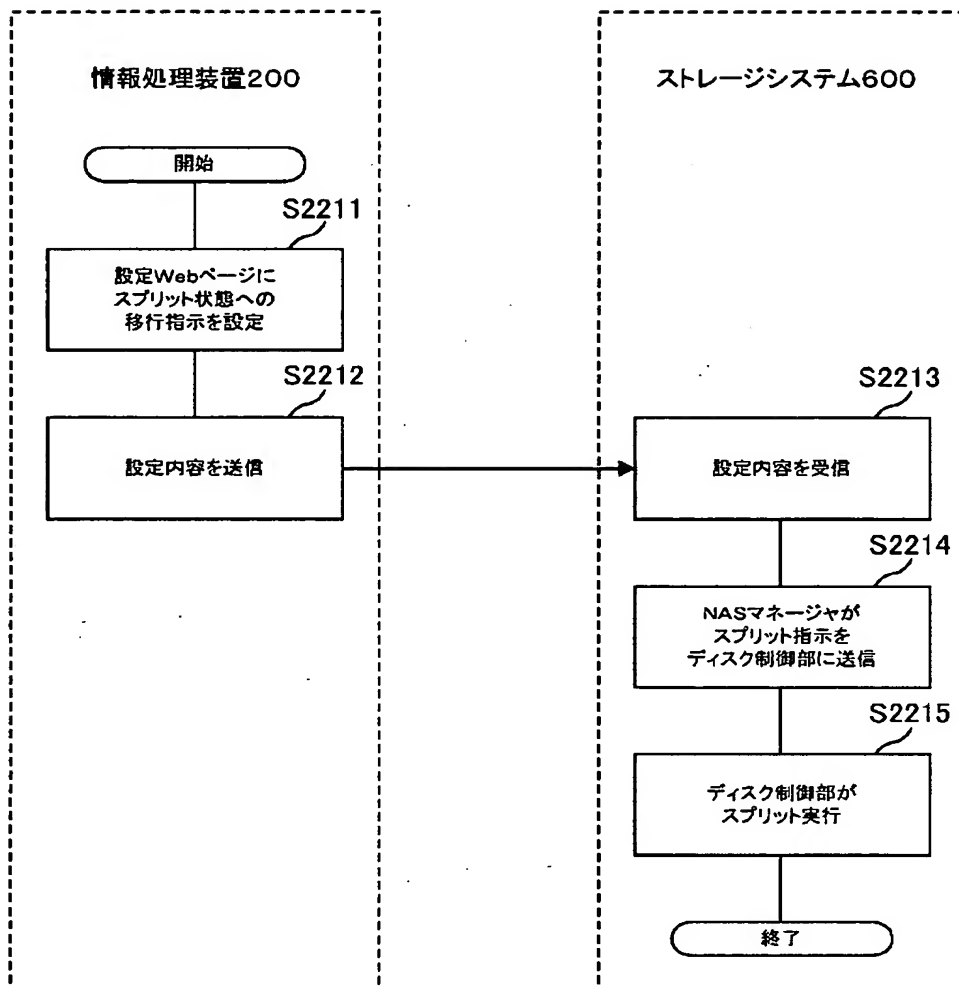 情報処理装置200
開始
S2211
設定Webページに
スプリット状態への
移行指示を設定
S2212
設定内容を送信
ストレージシステム600
S2213
設定内容を受信
S2214
NASマネージャが
スプリット指示を
ディスク制御部に送信
S2215
ディスク制御部が
スプリット実行
終了